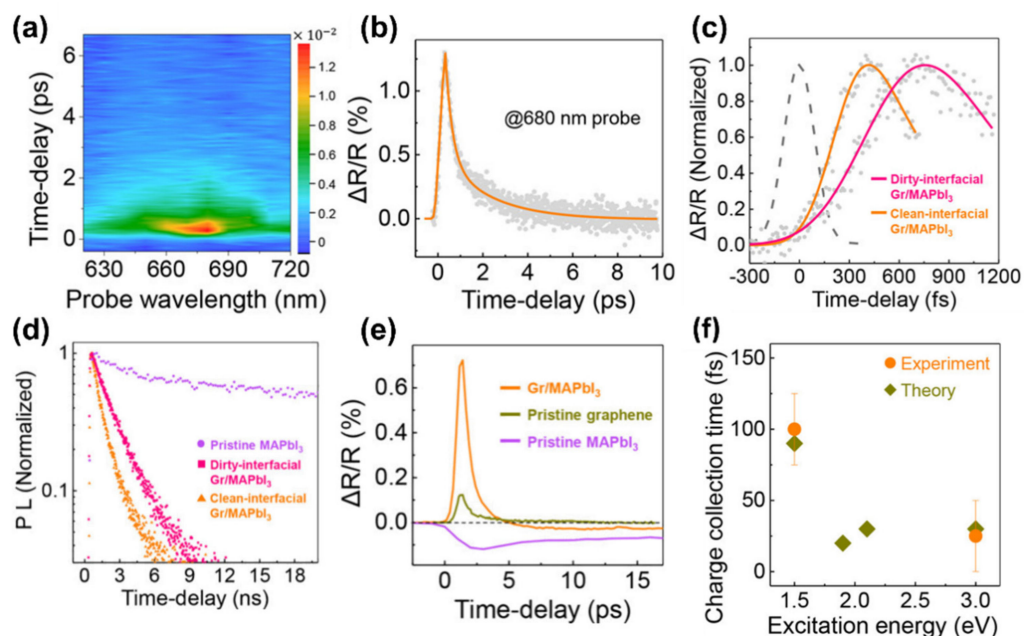 (a)
Time-delay (ps)
6
4
2
0
630 660 690 720
Probe wavelength (nm)
× 10⁻²
12
10
8
6
4
2
0
(b)
ΔR/R (%)
1.0
0.5
0.0
@680 nm probe
0 2 4 6 8 10
Time-delay (ps)
(c)
ΔR/R (Normalized)
1.0
0.8
0.6
0.4
0.2
0.0
Dirty-interfacial
Gr/MAPbI₃
Clean-interfacial
Gr/MAPbI₃
-300 0 300 600 900 1200
Time-delay (fs)
(d)
P L (Normalized)
1
0.1
Pristine MAPbI₃
Dirty-interfacial
Gr/MAPbI₃
Clean-interfacial
Gr/MAPbI₃
0 3 6 9 12 15 18
Time-delay (ns)
(e)
ΔR/R (%)
0.8
0.6
0.4
0.2
0.0
Gr/MAPbI₃
Pristine graphene
Pristine MAPbI₃
0 5 10 15
Time-delay (ps)
(f)
Charge collection time (fs)
150
100
50
0
Experiment
Theory
1.5 2.0 2.5 3.0
Excitation energy (eV)